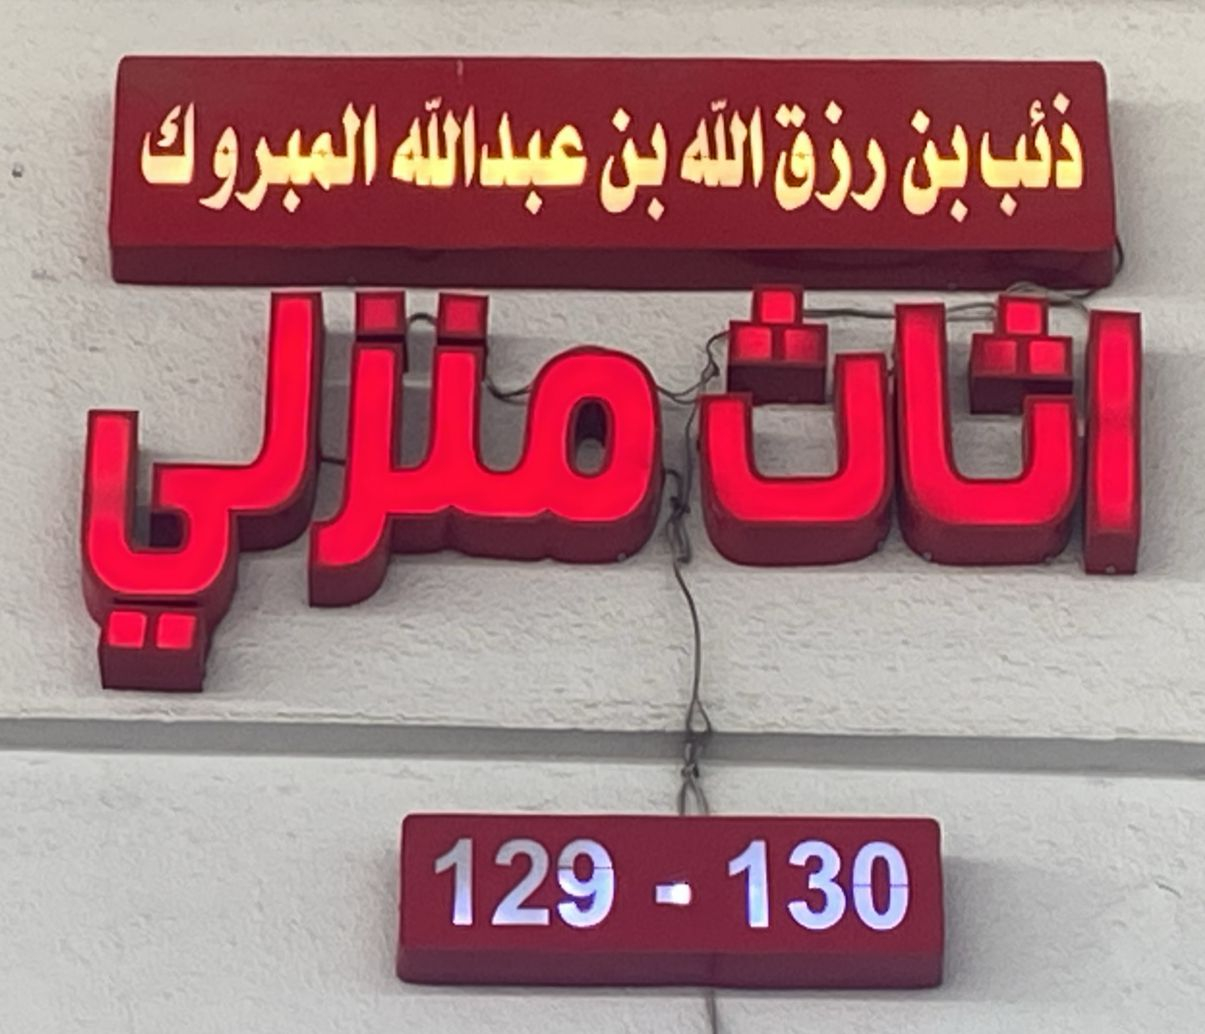 ذئب بن رزق الله بن عبدالله المبروك
اثاث منزلي
129 - 130